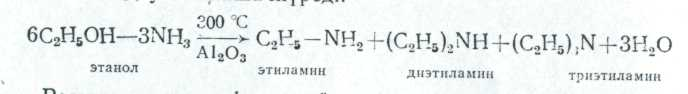 300 °C
6C₂H₅OH—3NH₃ ⟶ C₂H₅—NH₂+(C₂H₅)₂NH+(C₂H₅)₃N+3H₂O
Al₂O₃
этанол этиламин диэтиламин триэтиламин